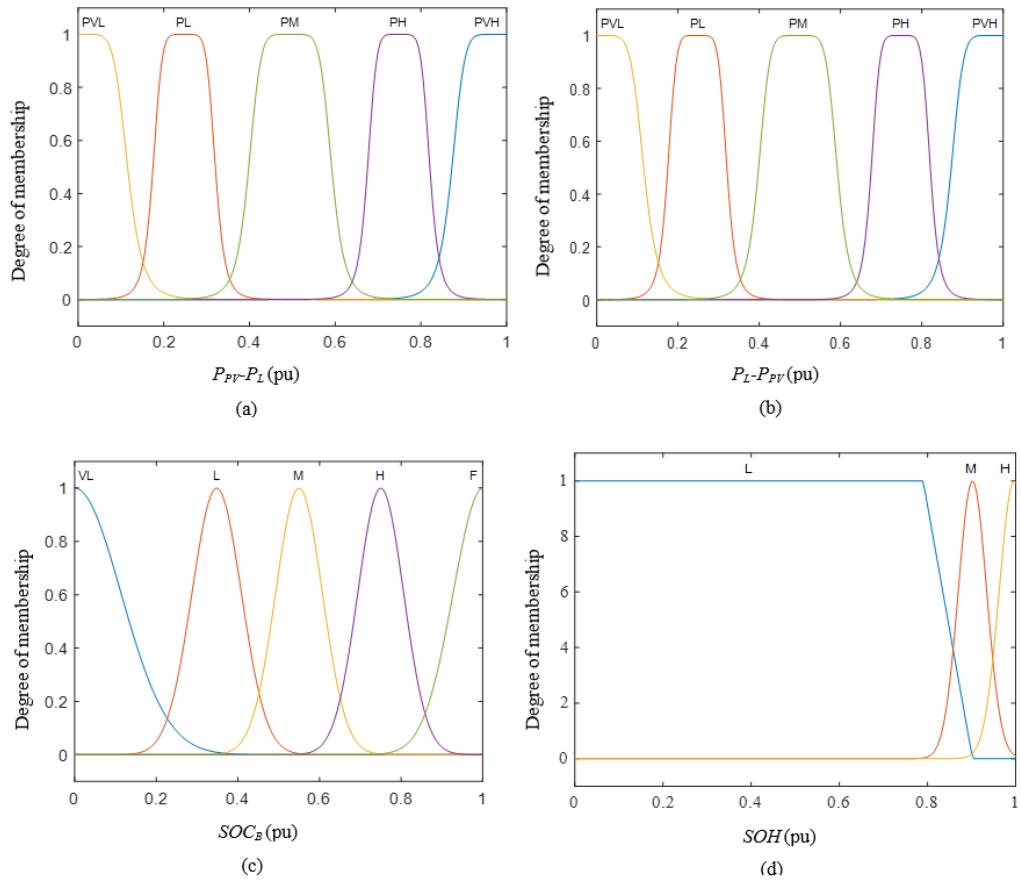 PVL PL PM PH PVH
1
0.8
0.6
0.4
0.2
0
Degree of membership
0 0.2 0.4 0.6 0.8 1
P_PV-P_L (pu)
(a)
PVL PL PM PH PVH
1
0.8
0.6
0.4
0.2
0
Degree of membership
0 0.2 0.4 0.6 0.8 1
P_L-P_PV (pu)
(b)
VL L M H F
1
0.8
0.6
0.4
0.2
0
Degree of membership
0 0.2 0.4 0.6 0.8 1
SOC_B (pu)
(c)
L M H
1
8
6
4
2
0
Degree of membership
0 0.2 0.4 0.6 0.8 1
SOH (pu)
(d)